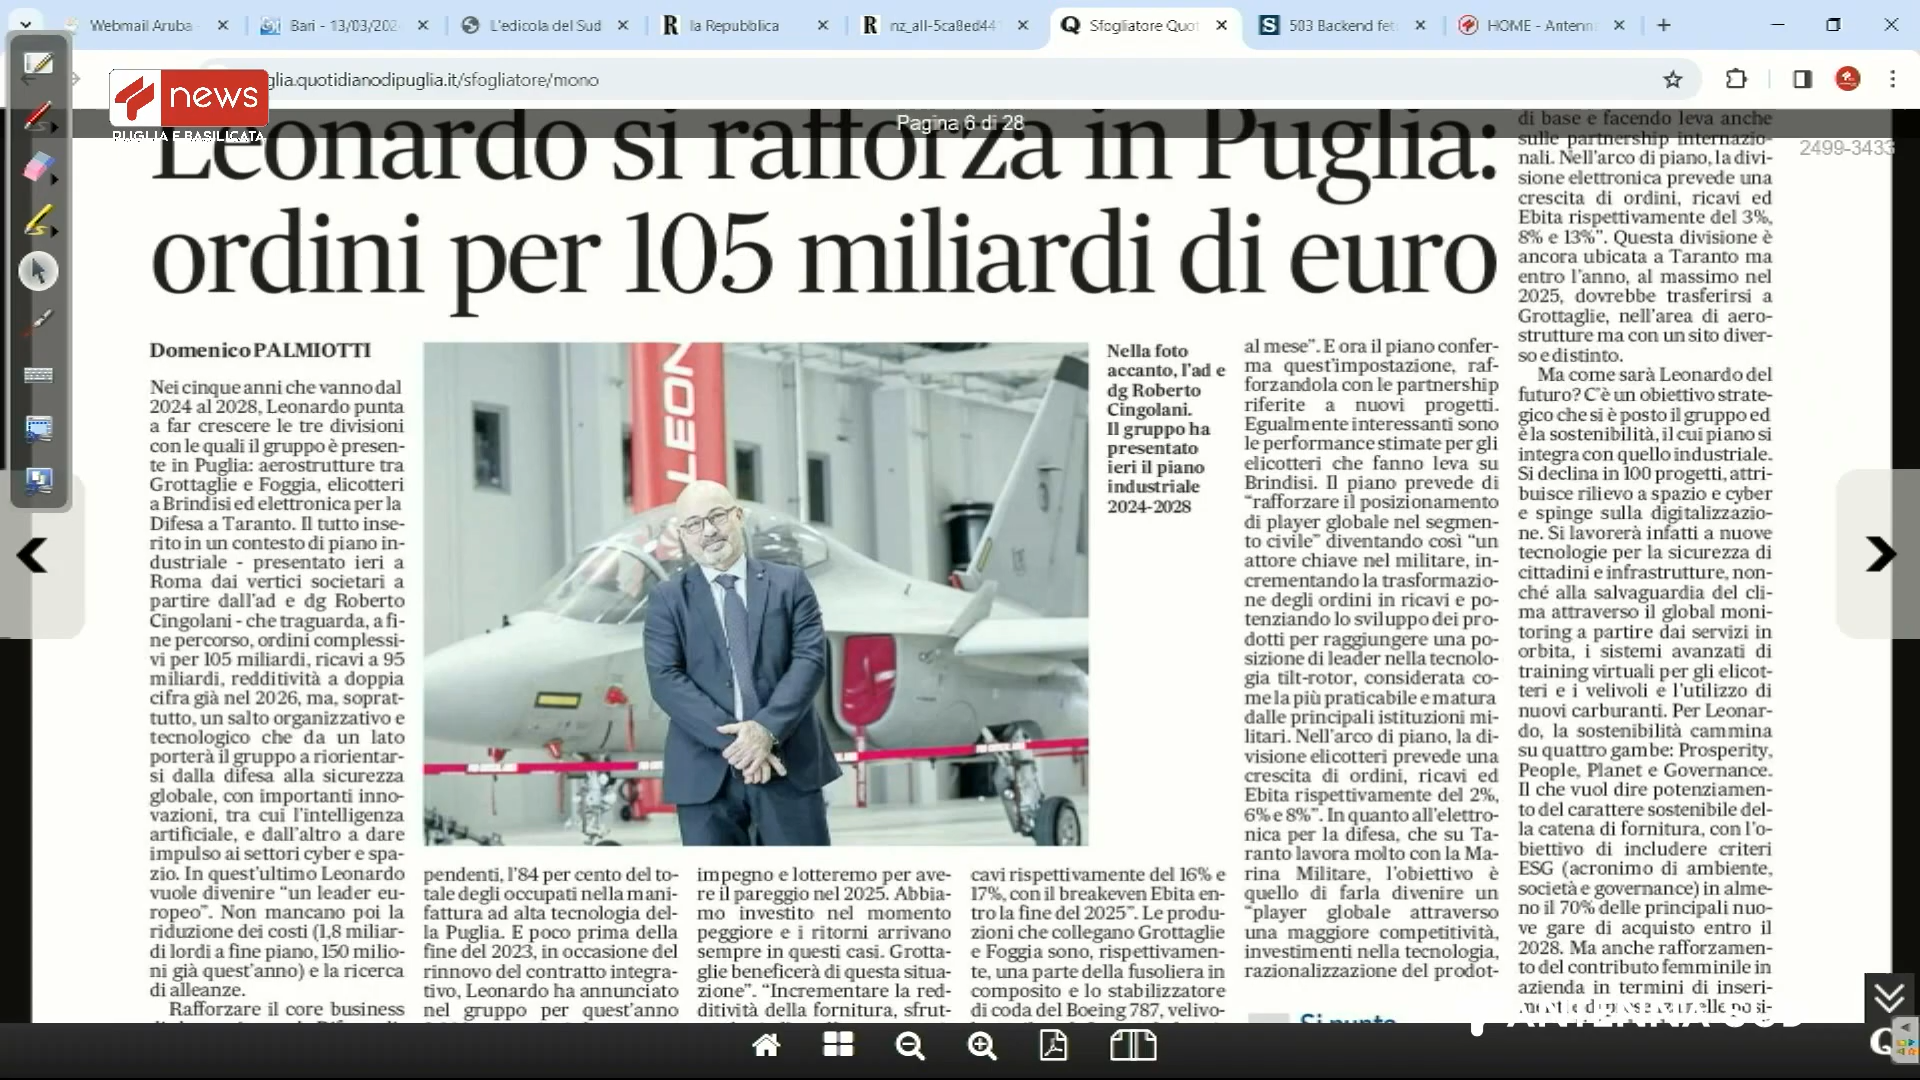 Webmail Aruba
Bari - 13/03/202
L'edicola del Sud
la Repubblica
nz_all-5ca8ed441
Sfogliatore Quot
503 Backend fet
HOME - Antenn
glia.quotidianodipuglia.it/sfogliatore/mono
news
PUGLIA E BASILICATA
Pagina 6 di 28
2499-3433
Leonardo si rafforza in Puglia:
ordini per 105 miliardi di euro
Domenico PALMIOTTI
Nei cinque anni che vanno dal
2024 al 2028, Leonardo punta
a far crescere le tre divisioni
con le quali il gruppo è presen-
te in Puglia: aerostrutture tra
Grottaglie e Foggia, elicotteri
a Brindisi ed elettronica per la
Difesa a Taranto. Il tutto inse-
rito in un contesto di piano in-
dustriale - presentato ieri a
Roma dai vertici societari a
partire dall'ad e dg Roberto
Cingolani - che traguarda, a fi-
ne percorso, ordini complessi-
vi per 105 miliardi, ricavi a 95
miliardi, redditività a doppia
cifra già nel 2026, ma, soprat-
tutto, un salto organizzativo e
tecnologico che da un lato
porterà il gruppo a riorientar-
si dalla difesa alla sicurezza
globale, con importanti inno-
vazioni, tra cui l'intelligenza
artificiale, e dall'altro a dare
impulso ai settori cyber e spa-
zio. In quest'ultimo Leonardo
vuole divenire “un leader eu-
ropeo”. Non mancano poi la
riduzione dei costi (1,8 miliar-
di lordi a fine piano, 150 milio-
ni già quest'anno) e la ricerca
di alleanze.
Rafforzare il core business
LEON
Nella foto
accanto, l'ad e
dg Roberto
Cingolani.
Il gruppo ha
presentato
ieri il piano
industriale
2024-2028
pendenti, l'84 per cento del to-
tale degli occupati nella mani-
fattura ad alta tecnologia del-
la Puglia. E poco prima della
fine del 2023, in occasione del
rinnovo del contratto integra-
tivo, Leonardo ha annunciato
nel gruppo per quest'anno
impegno e lotteremo per ave-
re il pareggio nel 2025. Abbia-
mo investito nel momento
peggiore e i ritorni arrivano
sempre in questi casi. Grotta-
glie beneficerà di questa situa-
zione”. “Incrementare la red-
ditività della fornitura, sfrut-
cavi rispettivamente del 16% e
17%, con il breakeven Ebita en-
tro la fine del 2025”. Le produ-
zioni che collegano Grottaglie
e Foggia sono, rispettivamen-
te, una parte della fusoliera in
composito e lo stabilizzatore
di coda del Boeing 787, velivo-
al mese”. E ora il piano confer-
ma quest'impostazione, raf-
forzandola con le partnership
riferite a nuovi progetti.
Egualmente interessanti sono
le performance stimate per gli
elicotteri che fanno leva su
Brindisi. Il piano prevede di
“rafforzare il posizionamento
di player globale nel segmen-
to civile” diventando così “un
attore chiave nel militare, in-
crementando la trasformazio-
ne degli ordini in ricavi e po-
tenziando lo sviluppo dei pro-
dotti per raggiungere una po-
sizione di leader nella tecnolo-
gia tilt-rotor, considerata co-
me la più praticabile e matura
dalle principali istituzioni mi-
litari. Nell'arco di piano, la di-
visione elicotteri prevede una
crescita di ordini, ricavi ed
Ebita rispettivamente del 2%,
6% e 8%”. In quanto all'elettro-
nica per la difesa, che su Ta-
ranto lavora molto con la Ma-
rina Militare, l'obiettivo è
quello di farla divenire un
“player globale attraverso
una maggiore competitività,
investimenti nella tecnologia,
razionalizzazione del prodot-
Si punta
di base e facendo leva anche
sulle partnership internazio-
nali. Nell'arco di piano, la divi-
sione elettronica prevede una
crescita di ordini, ricavi ed
Ebita rispettivamente del 3%,
8% e 13%”. Questa divisione è
ancora ubicata a Taranto ma
entro l'anno, al massimo nel
2025, dovrebbe trasferirsi a
Grottaglie, nell'area di aero-
strutture ma con un sito diver-
so e distinto.
Ma come sarà Leonardo del
futuro? C'è un obiettivo strate-
gico che si è posto il gruppo ed
è la sostenibilità, il cui piano si
integra con quello industriale.
Si declina in 100 progetti, attri-
buisce rilievo a spazio e cyber
e spinge sulla digitalizzazio-
ne. Si lavorerà infatti a nuove
tecnologie per la sicurezza di
cittadini e infrastrutture, non-
ché alla salvaguardia del cli-
ma attraverso il global moni-
toring a partire dai servizi in
orbita, i sistemi avanzati di
training virtuali per gli elicot-
teri e i velivoli e l'utilizzo di
nuovi carburanti. Per Leonar-
do, la sostenibilità cammina
su quattro gambe: Prosperity,
People, Planet e Governance.
Il che vuol dire potenziamen-
to del carattere sostenibile del-
la catena di fornitura, con l'o-
biettivo di includere criteri
ESG (acronimo di ambiente,
società e governance) in alme-
no il 70% delle principali nuo-
ve gare di acquisto entro il
2028. Ma anche rafforzamen-
to del contributo femminile in
azienda in termini di inseri-
ANTENNA SUD